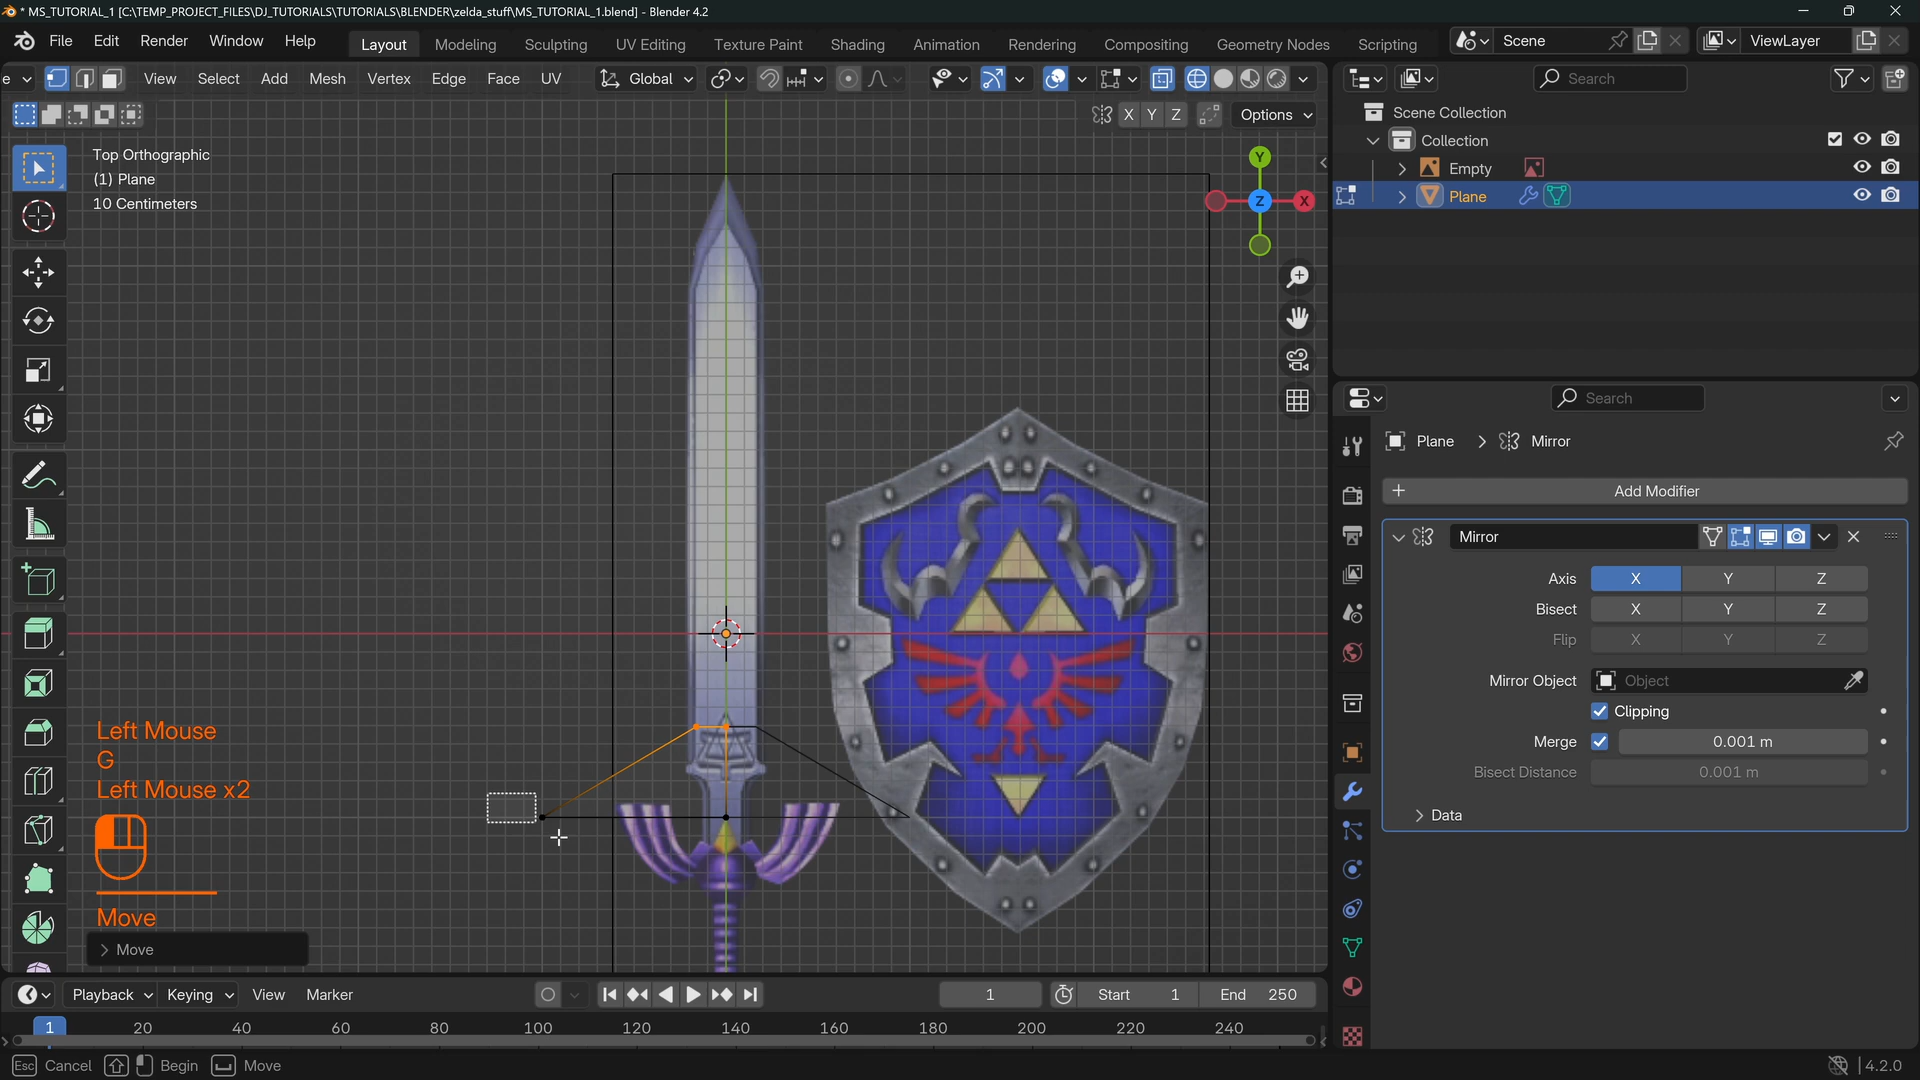 * MS_TUTORIAL_1 [C:\TEMP_PROJECT_FILES\DJ_TUTORIALS\TUTORIALS\BLENDER\zelda_stuff\MS_TUTORIAL_1.blend] - Blender 4.2
File Edit Render Window Help Layout Modeling Sculpting UV Editing Texture Paint Shading Animation Rendering Compositing Geometry Nodes Scripting Scene ViewLayer
e View Select Add Mesh Vertex Edge Face UV Global Search
X Y Z Options
Scene Collection
Collection
Empty
Plane
Top Orthographic
(1) Plane
10 Centimeters
Y
Z X
Search
Plane Mirror
Add Modifier
Mirror
Axis X Y Z
Bisect X Y Z
Flip X Y Z
Mirror Object Object
Clipping
Merge 0.001 m
Bisect Distance 0.001 m
Data
Left Mouse
G
Left Mouse x2
Move
Move
Playback Keying View Marker 1 Start 1 End 250
1 20 40 60 80 100 120 140 160 180 200 220 240
Esc Cancel Begin Move 4.2.0